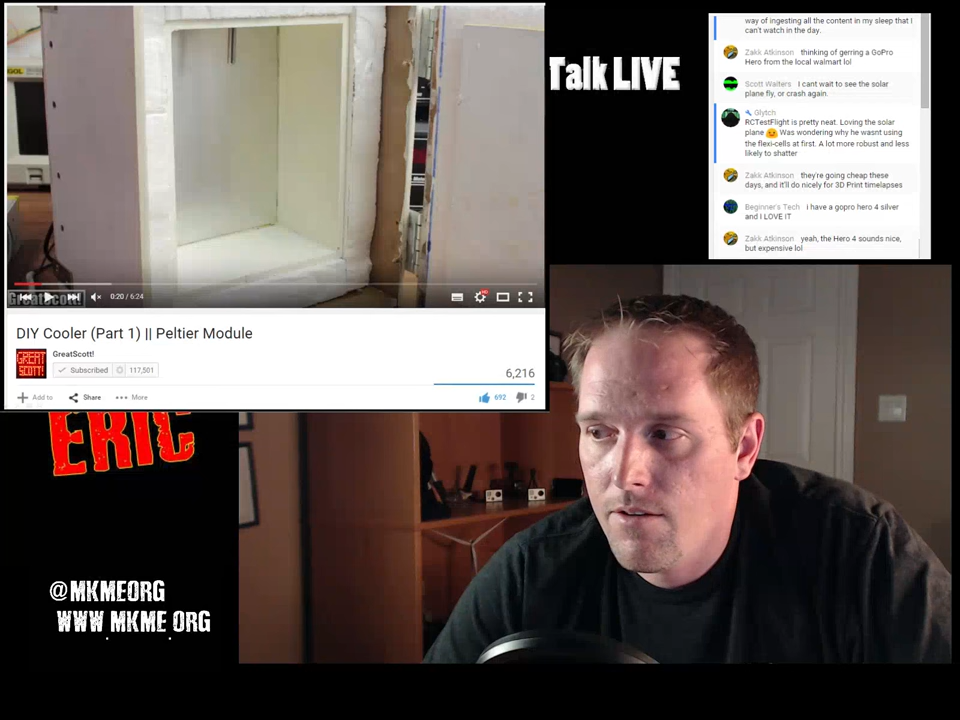 GOL
GreatScott!
0:20 / 6:24
HD
DIY Cooler (Part 1) || Peltier Module
GREAT
SCOTT!
GreatScott!
Subscribed
117,501
6,216
Add to
Share
More
692
2
Talk LIVE
way of ingesting all the content in my sleep that I
can't watch in the day.
Zakk Atkinson thinking of gerring a GoPro
Hero from the local walmart lol
Scott Walters I cant wait to see the solar
plane fly, or crash again.
Glytch
RCTestFlight is pretty neat. Loving the solar
plane Was wondering why he wasnt using
the flexi-cells at first. A lot more robust and less
likely to shatter
Zakk Atkinson they're going cheap these
days, and it'll do nicely for 3D Print timelapses
Beginner's Tech i have a gopro hero 4 silver
and I LOVE IT
Zakk Atkinson yeah, the Hero 4 sounds nice,
but expensive lol
ERIC
@MKMEORG
WWW.MKME.ORG